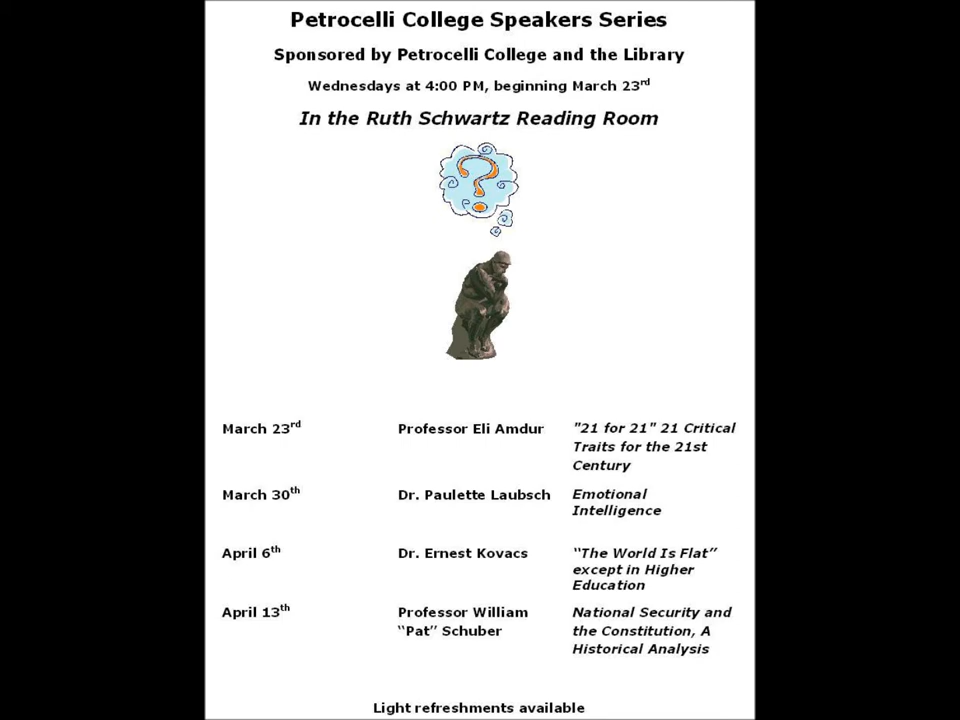 Petrocelli College Speakers Series
Sponsored by Petrocelli College and the Library
Wednesdays at 4:00 PM, beginning March 23rd
In the Ruth Schwartz Reading Room
?
March 23rd
Professor Eli Amdur
"21 for 21" 21 Critical
Traits for the 21st
Century
March 30th
Dr. Paulette Laubsch
Emotional
Intelligence
April 6th
Dr. Ernest Kovacs
“The World Is Flat”
except in Higher
Education
April 13th
Professor William
“Pat” Schuber
National Security and
the Constitution, A
Historical Analysis
Light refreshments available